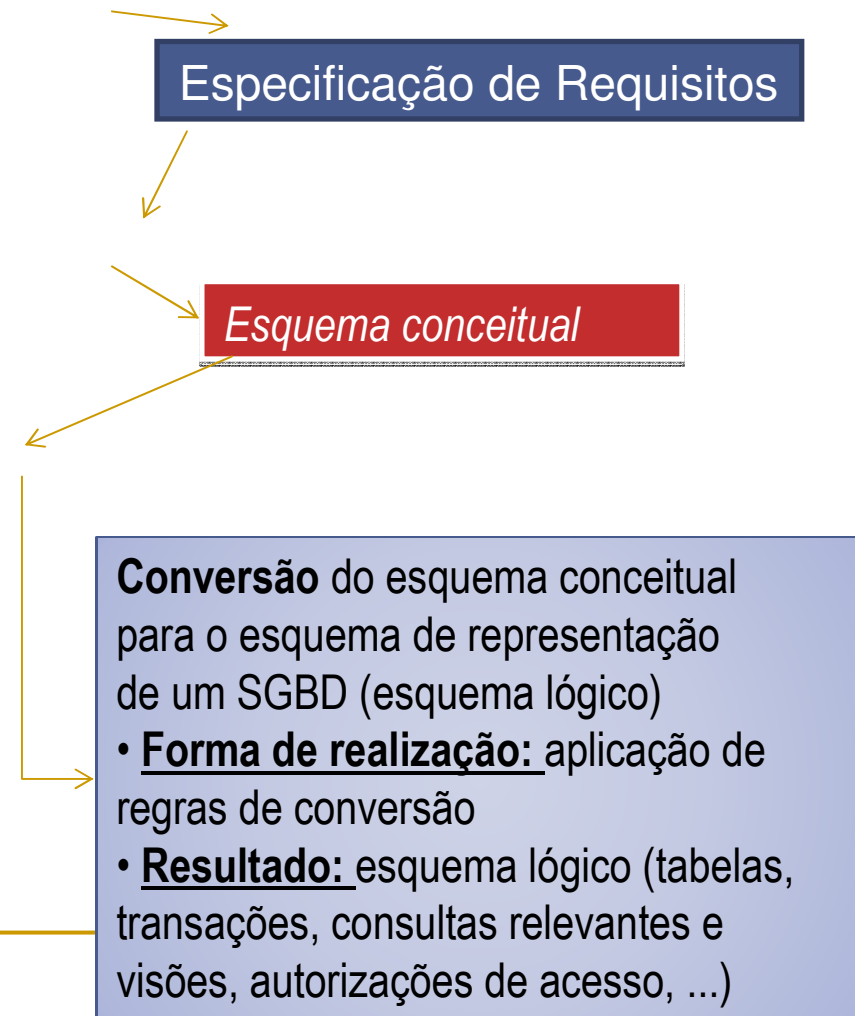 Especificação de Requisitos
Esquema conceitual
Conversão do esquema conceitual
para o esquema de representação
de um SGBD (esquema lógico)
• Forma de realização: aplicação de
regras de conversão
• Resultado: esquema lógico (tabelas,
transações, consultas relevantes e
visões, autorizações de acesso, ...)